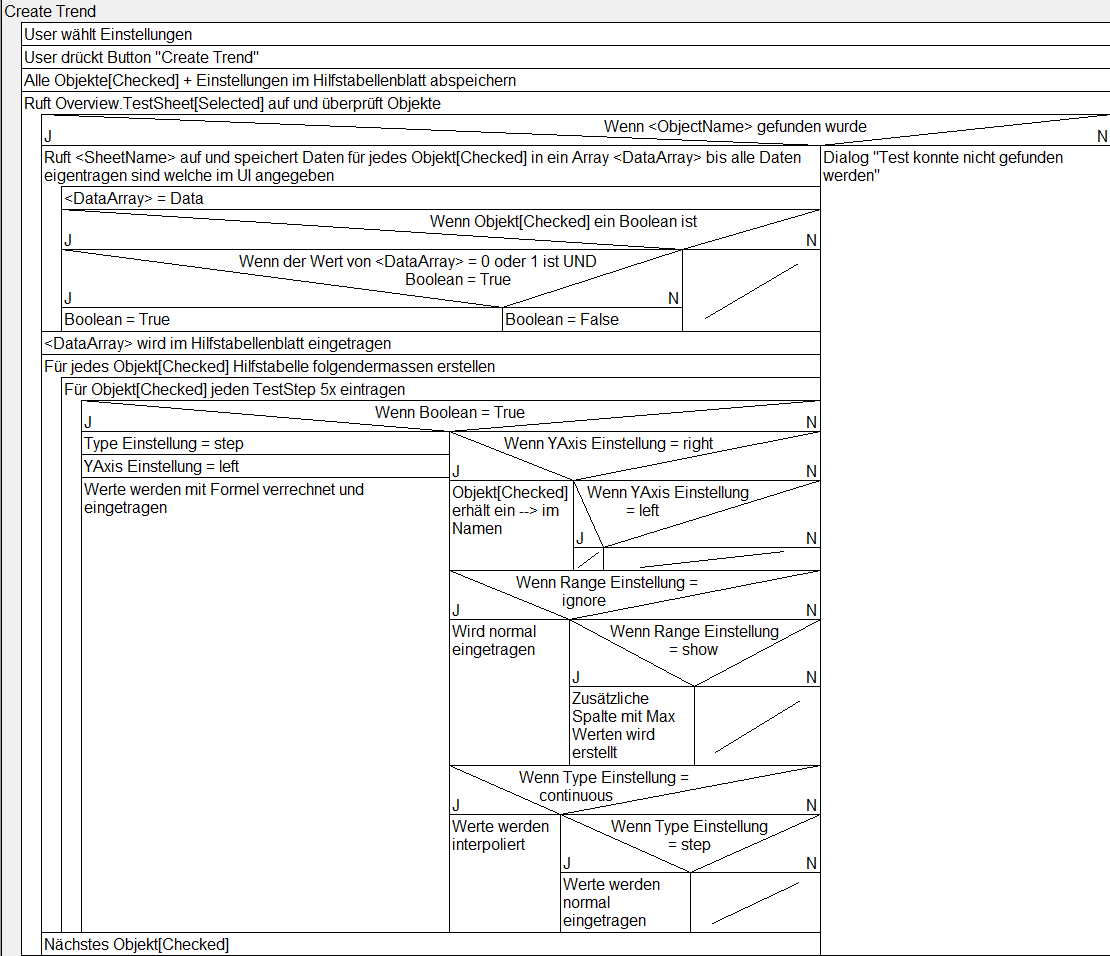 Create Trend
User wählt Einstellungen
User drückt Button "Create Trend"
Alle Objekte[Checked] + Einstellungen im Hilfstabellenblatt abspeichern
Ruft Overview.TestSheet[Selected] auf und überprüft Objekte
Wenn <ObjectName> gefunden wurde
J
N
Ruft <SheetName> auf und speichert Daten für jedes Objekt[Checked] in ein Array <DataArray> bis alle Daten
eigentragen sind welche im UI angegeben
Dialog "Test konnte nicht gefunden
werden"
<DataArray> = Data
Wenn Objekt[Checked] ein Boolean ist
J
N
Wenn der Wert von <DataArray> = 0 oder 1 ist UND
Boolean = True
J
N
Boolean = True
Boolean = False
<DataArray> wird im Hilfstabellenblatt eingetragen
Für jedes Objekt[Checked] Hilfstabelle folgendermassen erstellen
Für Objekt[Checked] jeden TestStep 5x eintragen
Wenn Boolean = True
J
N
Type Einstellung = step
YAxis Einstellung = left
Werte werden mit Formel verrechnet und
eingetragen
Wenn YAxis Einstellung = right
J
N
Objekt[Checked]
erhält ein --> im
Namen
Wenn YAxis Einstellung
= left
J
N
Wenn Range Einstellung =
ignore
J
N
Wird normal
eingetragen
Wenn Range Einstellung
= show
J
N
Zusätzliche
Spalte mit Max
Werten wird
erstellt
Wenn Type Einstellung =
continuous
J
N
Werte werden
interpoliert
Wenn Type Einstellung
= step
J
N
Werte werden
normal
eingetragen
Nächstes Objekt[Checked]